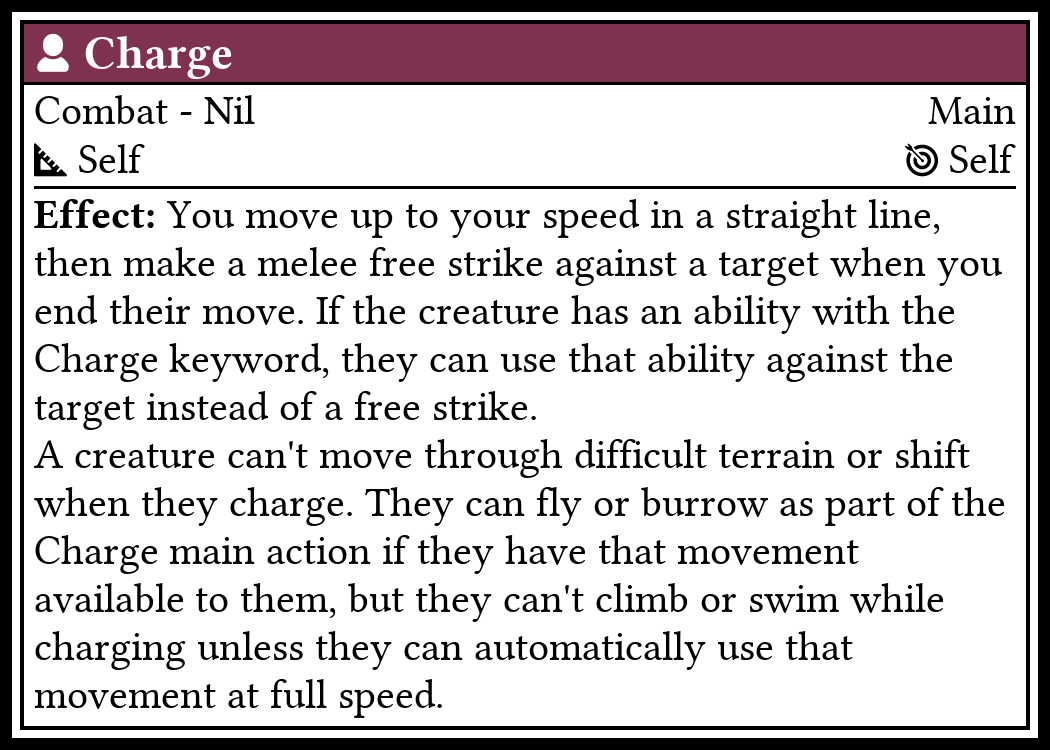 Charge
Combat - Nil Main
Self Self
Effect: You move up to your speed in a straight line,
then make a melee free strike against a target when you
end their move. If the creature has an ability with the
Charge keyword, they can use that ability against the
target instead of a free strike.
A creature can't move through difficult terrain or shift
when they charge. They can fly or burrow as part of the
Charge main action if they have that movement
available to them, but they can't climb or swim while
charging unless they can automatically use that
movement at full speed.